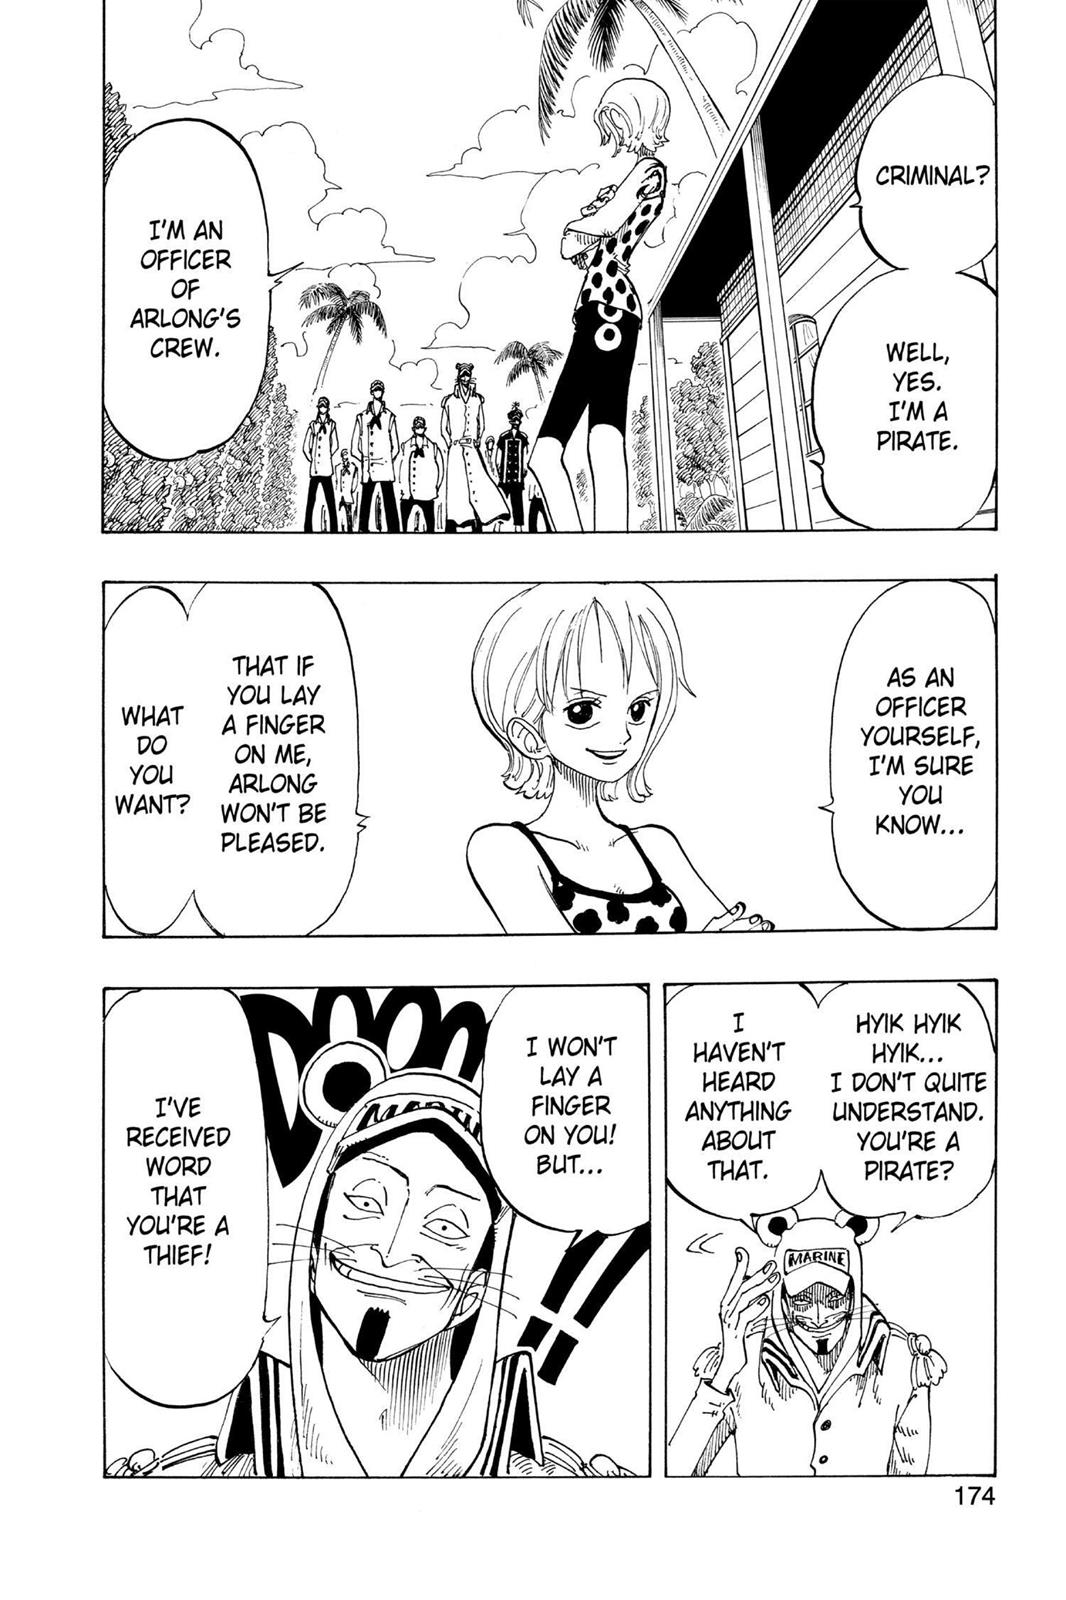 CRIMINAL?
WELL,
YES.
I'M A
PIRATE.
I'M AN
OFFICER
OF
ARLONG'S
CREW.
AS AN
OFFICER
YOURSELF,
I'M SURE
YOU
KNOW...
THAT IF
YOU LAY
A FINGER
ON ME,
ARLONG
WON'T BE
PLEASED.
WHAT
DO
YOU
WANT?
HYIK HYIK
HYIK...
I DON'T QUITE
UNDERSTAND.
YOU'RE A
PIRATE?
I
HAVEN'T
HEARD
ANYTHING
ABOUT
THAT.
MARINE
I WON'T
LAY A
FINGER
ON YOU!
BUT...
I'VE
RECEIVED
WORD
THAT
YOU'RE A
THIEF!
MARINE
174